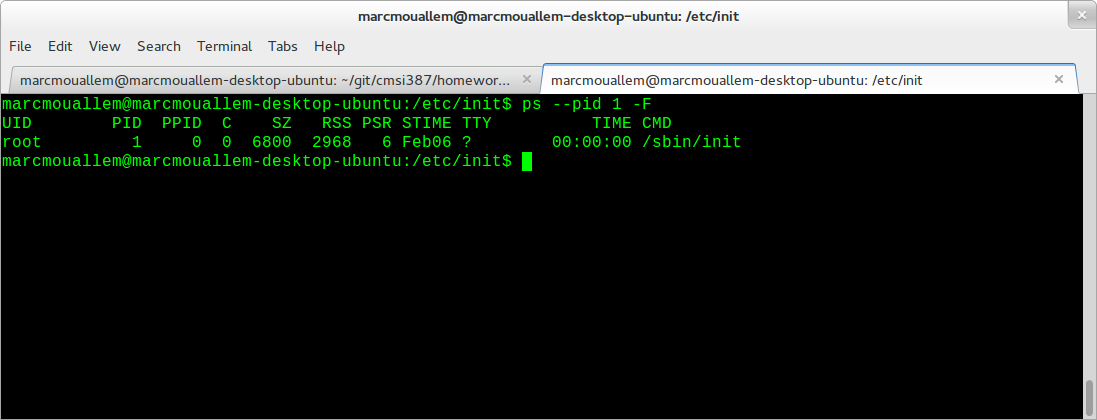 marcmouallem@marcmouallem-desktop-ubuntu: /etc/init
File Edit View Search Terminal Tabs Help
marcmouallem@marcmouallem-desktop-ubuntu: ~/git/cmsi387/homewor... marcmouallem@marcmouallem-desktop-ubuntu: /etc/init
marcmouallem@marcmouallem-desktop-ubuntu:/etc/init$ ps --pid 1 -F
UID        PID  PPID  C    SZ   RSS PSR STIME TTY          TIME CMD
root         1     0  0  6800  2968   6 Feb06 ?        00:00:00 /sbin/init
marcmouallem@marcmouallem-desktop-ubuntu:/etc/init$